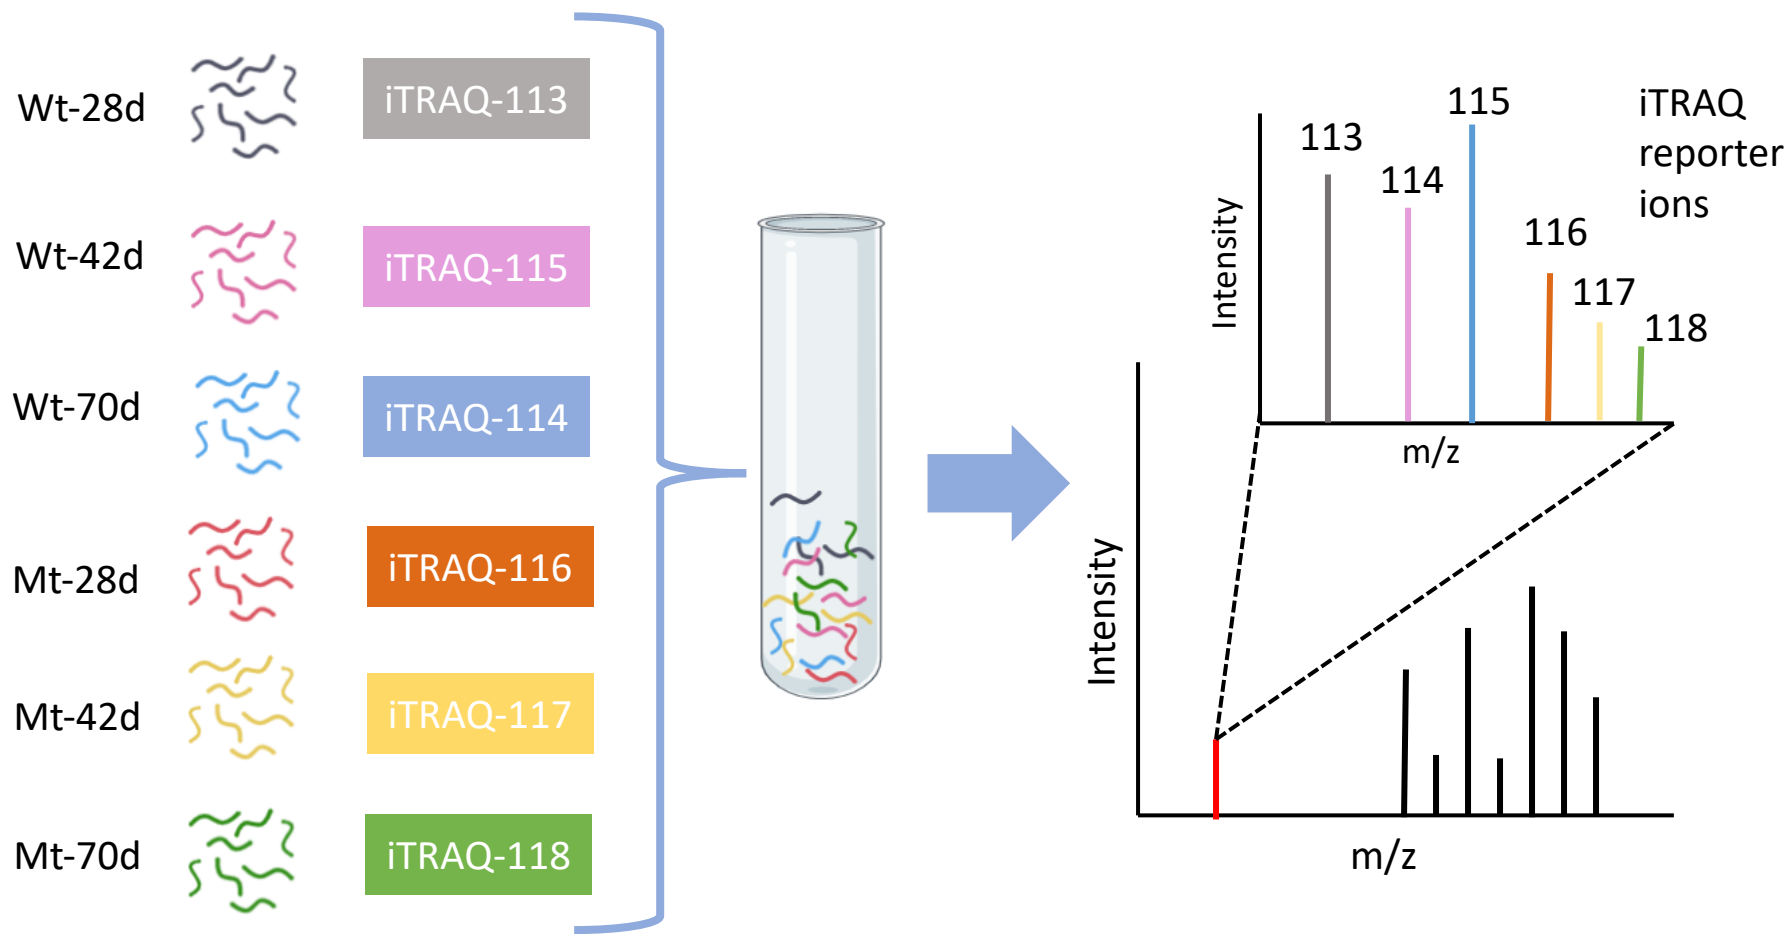 Wt-28d
iTRAQ-113
Wt-42d
iTRAQ-115
Wt-70d
iTRAQ-114
Mt-28d
iTRAQ-116
Mt-42d
iTRAQ-117
Mt-70d
iTRAQ-118
113
114
115
116
117
118
iTRAQ
reporter
ions
Intensity
m/z
Intensity
m/z